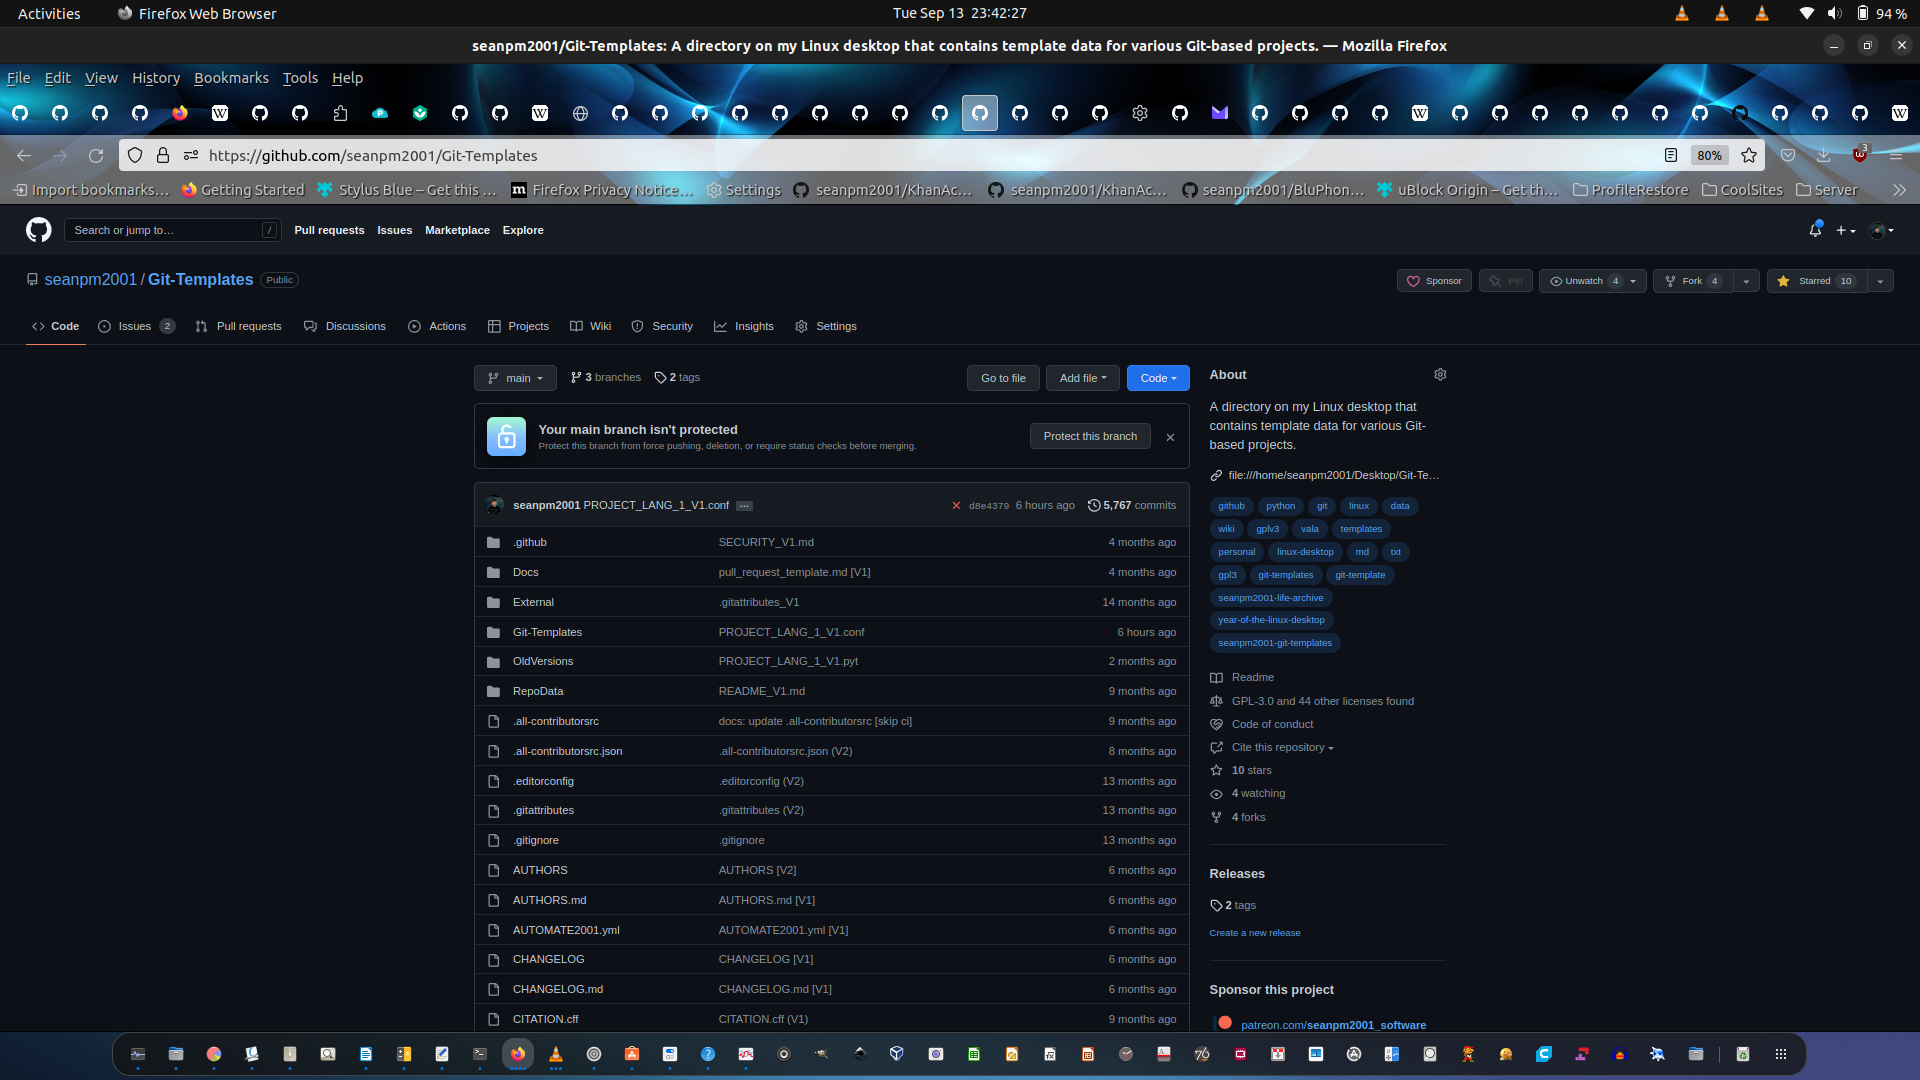 Activities Firefox Web Browser Tue Sep 13 23:42:27 94 %
seanpm2001/Git-Templates: A directory on my Linux desktop that contains template data for various Git-based projects. — Mozilla Firefox
File Edit View History Bookmarks Tools Help
https://github.com/seanpm2001/Git-Templates 80% 3
Import bookmarks… Getting Started Stylus Blue – Get this … Firefox Privacy Notice… Settings seanpm2001/KhanAc… seanpm2001/KhanAc… seanpm2001/BluPhon… uBlock Origin – Get th… ProfileRestore CoolSites Server
Search or jump to… / Pull requests Issues Marketplace Explore
seanpm2001 / Git-Templates Public Sponsor Pin Unwatch 4 Fork 4 Starred 10
Code Issues 2 Pull requests Discussions Actions Projects Wiki Security Insights Settings
main 3 branches 2 tags Go to file Add file Code
Your main branch isn't protected
Protect this branch from force pushing, deletion, or require status checks before merging.
Protect this branch
seanpm2001 PROJECT_LANG_1_V1.conf … d8e4379 6 hours ago 5,767 commits
.github SECURITY_V1.md 4 months ago
Docs pull_request_template.md [V1] 4 months ago
External .gitattributes_V1 14 months ago
Git-Templates PROJECT_LANG_1_V1.conf 6 hours ago
OldVersions PROJECT_LANG_1_V1.pyt 2 months ago
RepoData README_V1.md 9 months ago
.all-contributorsrc docs: update .all-contributorsrc [skip ci] 9 months ago
.all-contributorsrc.json .all-contributorsrc.json (V2) 8 months ago
.editorconfig .editorconfig (V2) 13 months ago
.gitattributes .gitattributes (V2) 13 months ago
.gitignore .gitignore 13 months ago
AUTHORS AUTHORS [V2] 6 months ago
AUTHORS.md AUTHORS.md [V1] 6 months ago
AUTOMATE2001.yml AUTOMATE2001.yml [V1] 6 months ago
CHANGELOG CHANGELOG [V1] 6 months ago
CHANGELOG.md CHANGELOG.md [V1] 6 months ago
CITATION.cff CITATION.cff (V1) 9 months ago
About
A directory on my Linux desktop that
contains template data for various Git-
based projects.
file:///home/seanpm2001/Desktop/Git-Te…
github python git linux data
wiki gplv3 vala templates
personal linux-desktop md txt
gpl3 git-templates git-template
seanpm2001-life-archive
year-of-the-linux-desktop
seanpm2001-git-templates
Readme
GPL-3.0 and 44 other licenses found
Code of conduct
Cite this repository
10 stars
4 watching
4 forks
Releases
2 tags
Create a new release
Sponsor this project
patreon.com/seanpm2001_software